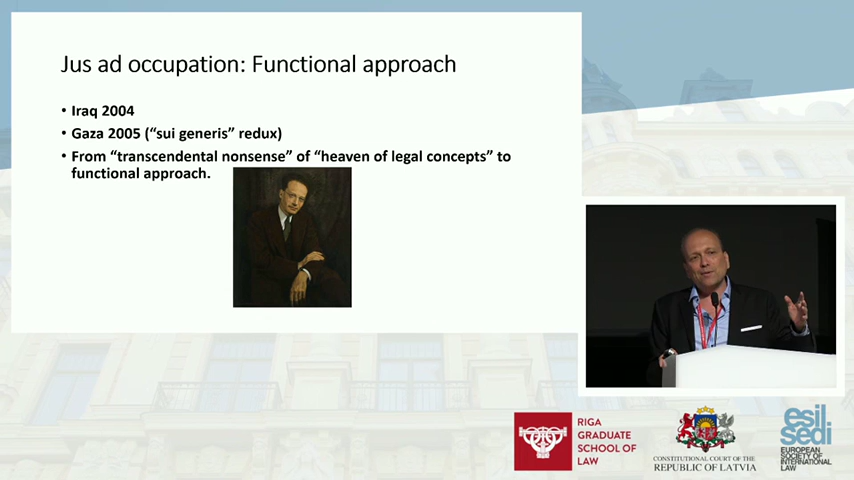 Jus ad occupation: Functional approach
• Iraq 2004
• Gaza 2005 (“sui generis” redux)
• From “transcendental nonsense” of “heaven of legal concepts” to
functional approach.
RIGA
GRADUATE
SCHOOL OF
LAW
CONSTITUTIONAL COURT OF THE
REPUBLIC OF LATVIA
esil
sedi
EUROPEAN
SOCIETY OF
INTERNATIONAL
LAW